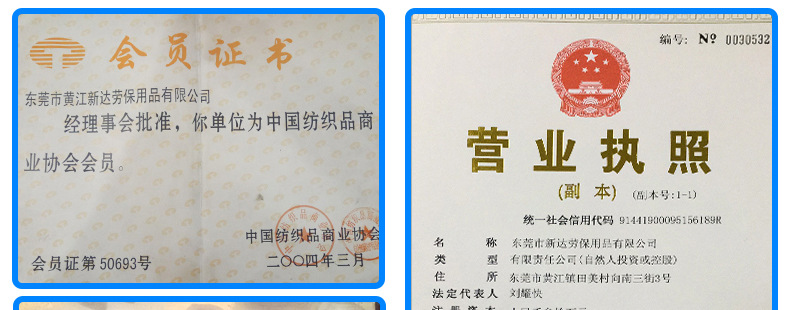 会员证书
东莞市黄江新达劳保用品有限公司
经理事会批准，你单位为中国纺织品商
业协会会员。
中国纺织品商业协会
会员证第50693号
二〇〇四年三月
编号: № 0030532
营业执照
(副 本) (副本号:1-1)
统一社会信用代码 91441900095156189R
名 称 东莞市新达劳保用品有限公司
类 型 有限责任公司(自然人投资或控股)
住 所 东莞市黄江镇田美村向南三街3号
法定代表人 刘耀快